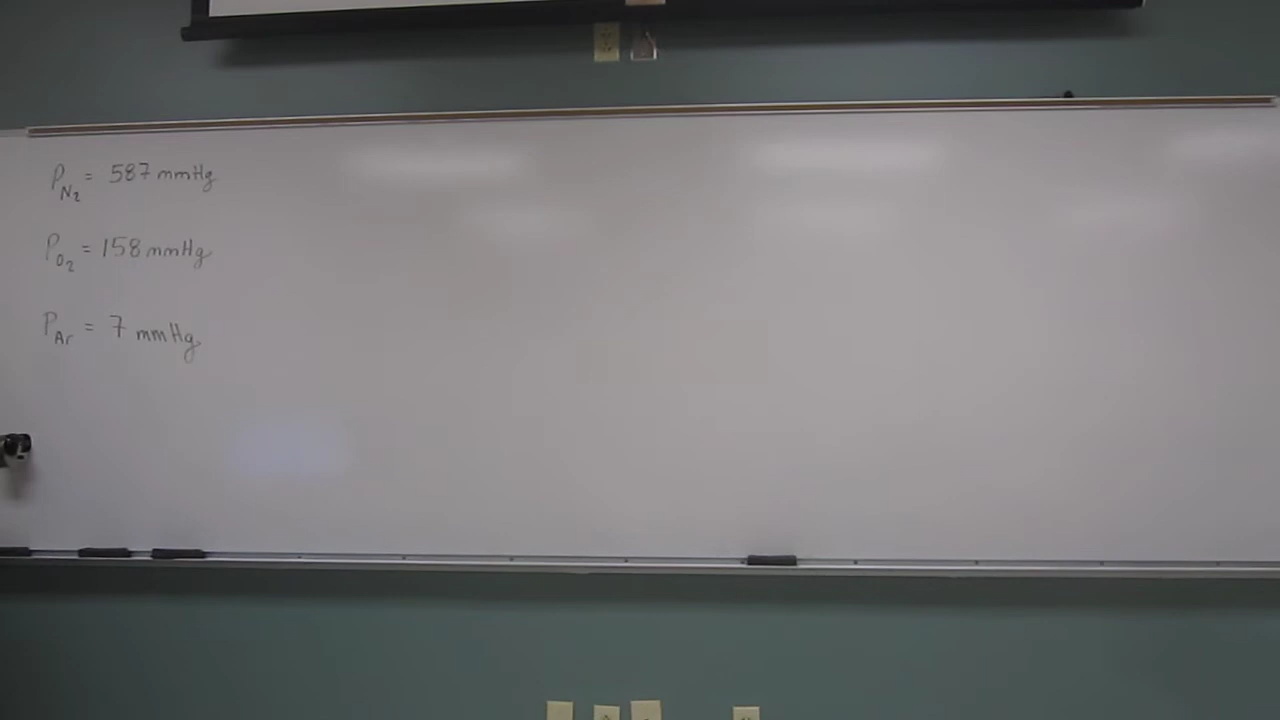 P_N2 = 587 mmHg
P_O2 = 158 mmHg
P_Ar = 7 mmHg